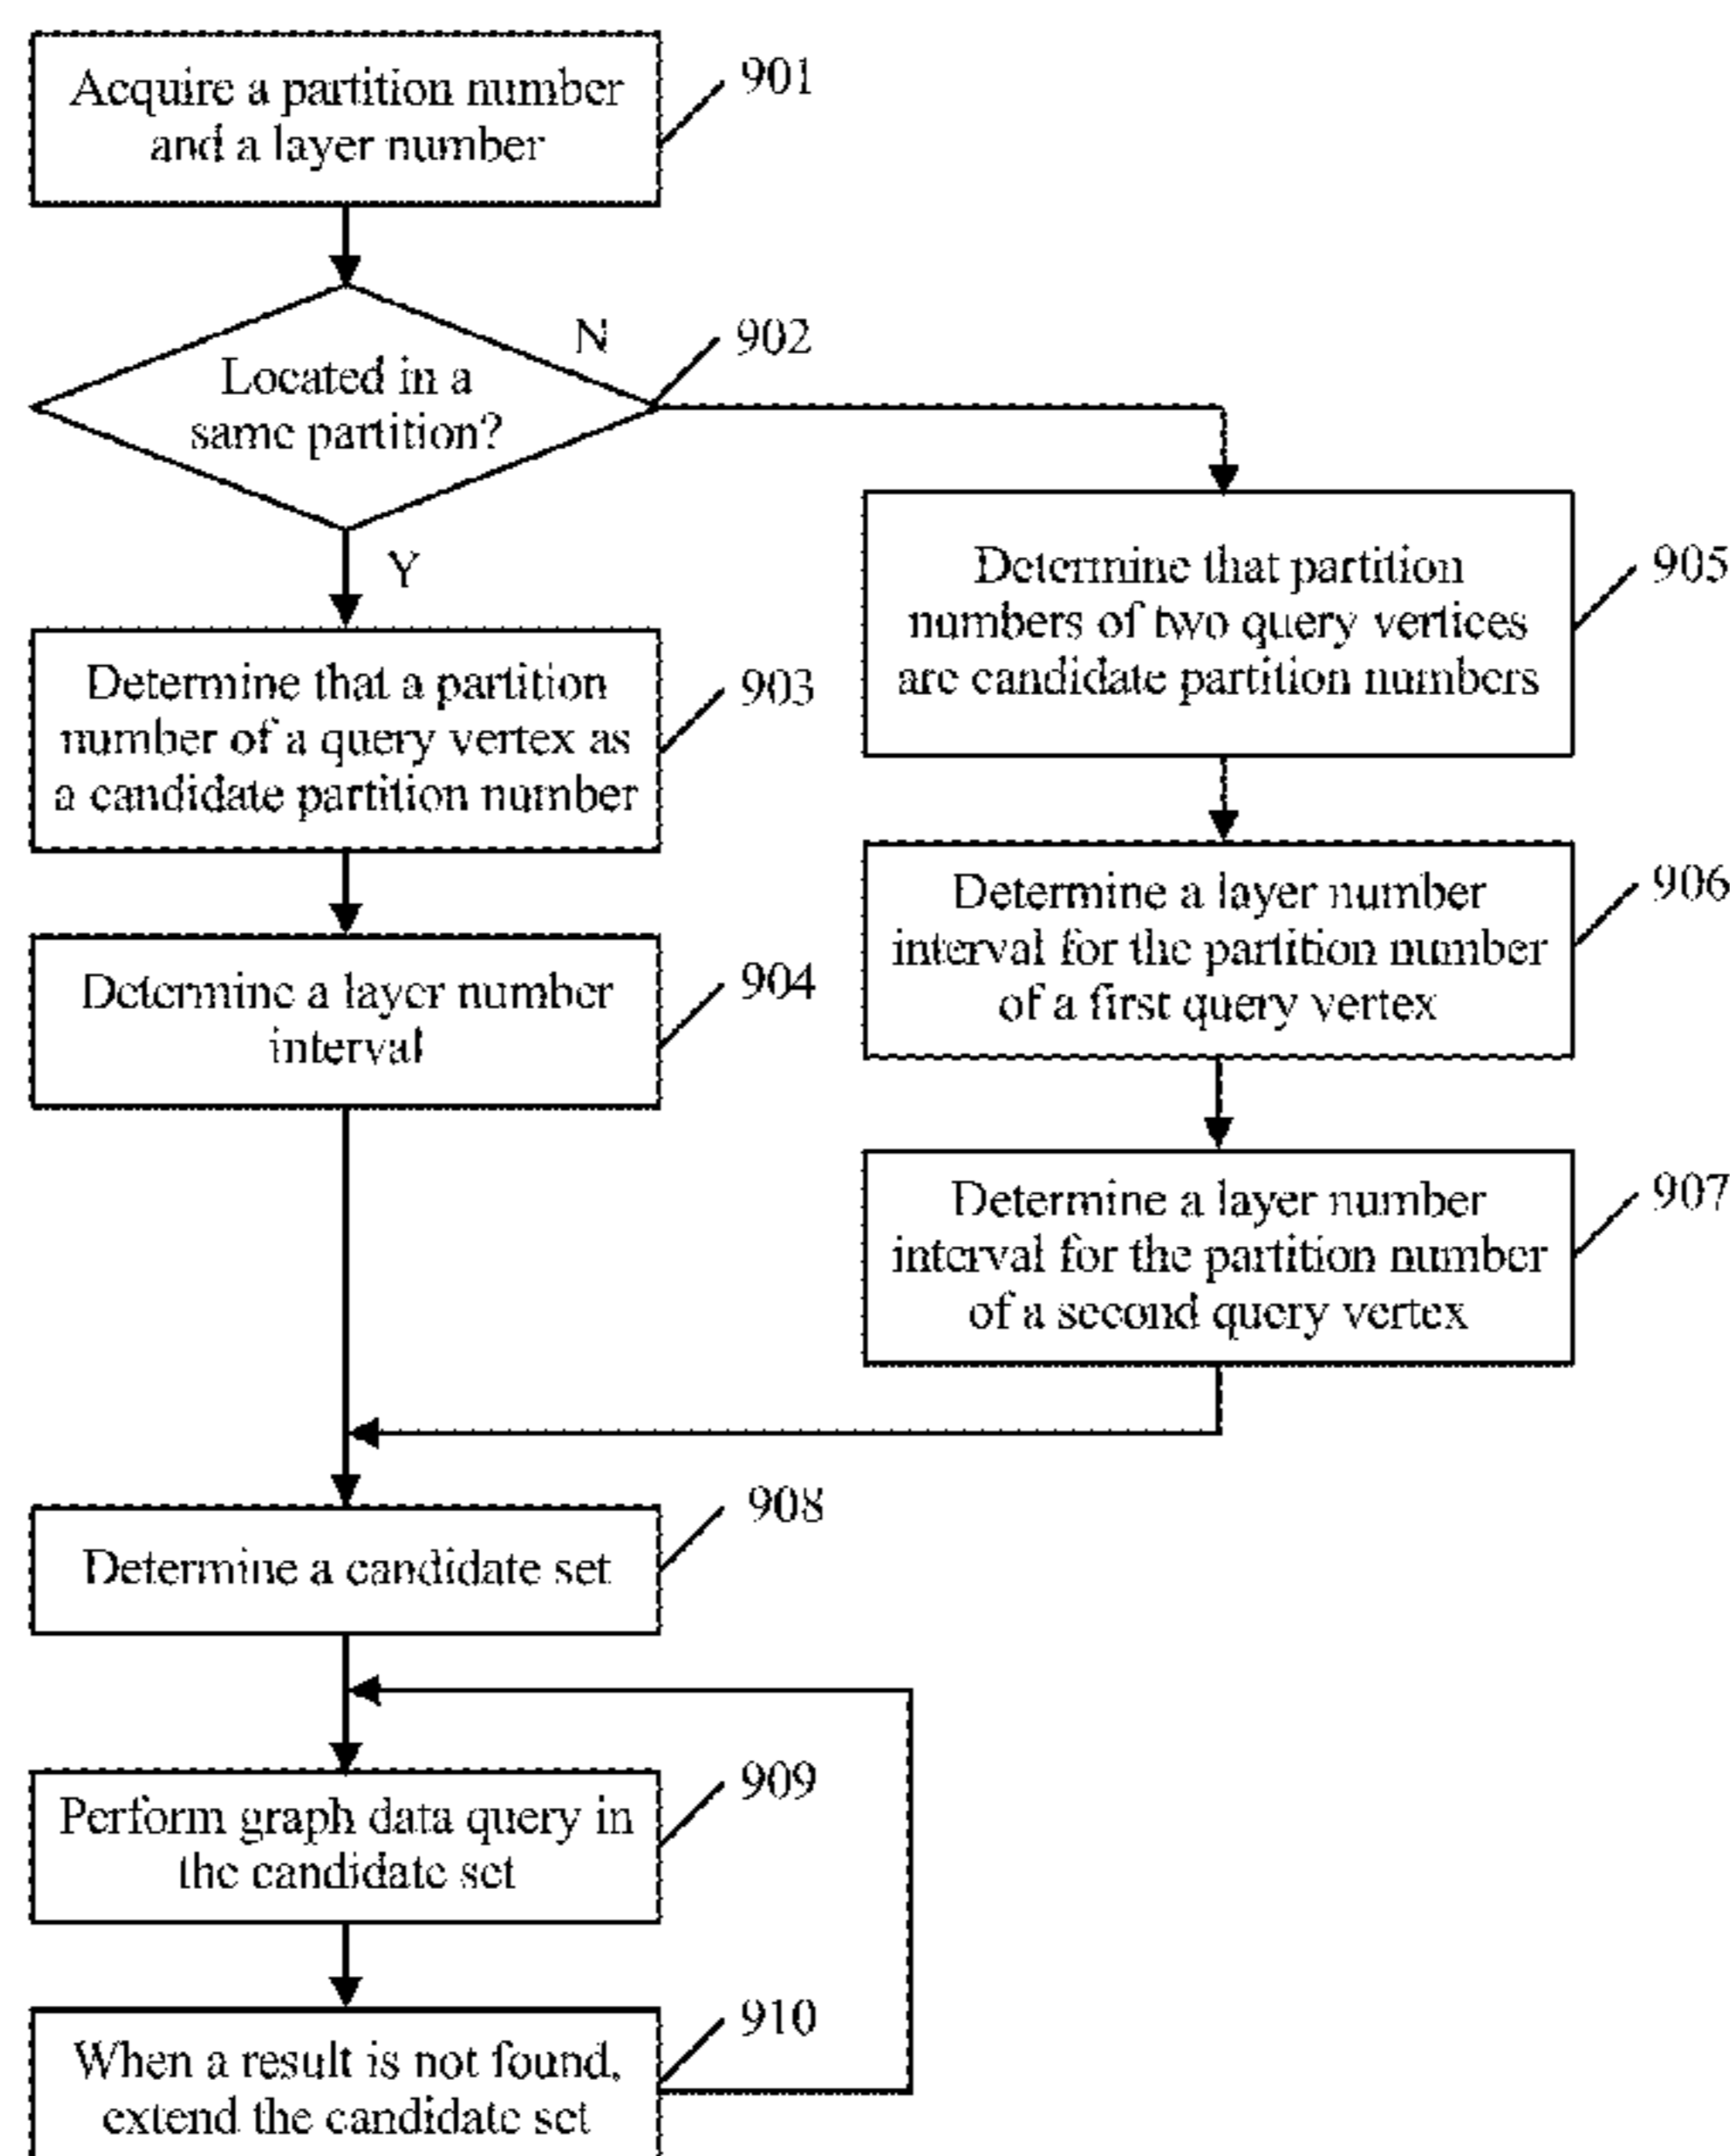 Acquire a partition number
and a layer number
901
Located in a
same partition?
N
902
Y
Determine that a partition
number of a query vertex as
a candidate partition number
903
Determine a layer number
interval
904
Determine that partition
numbers of two query vertices
are candidate partition numbers
905
Determine a layer number
interval for the partition number
of a first query vertex
906
Determine a layer number
interval for the partition number
of a second query vertex
907
Determine a candidate set
908
Perform graph data query in
the candidate set
909
When a result is not found,
extend the candidate set
910